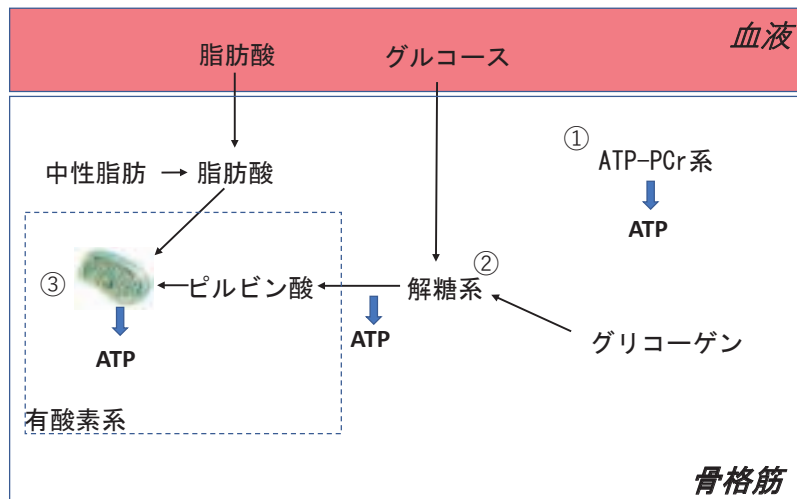 血液
脂肪酸
グルコース
①
ATP-PCr系
ATP
中性脂肪
脂肪酸
③
ピルビン酸
解糖系
②
ATP
ATP
グリコーゲン
有酸素系
骨格筋